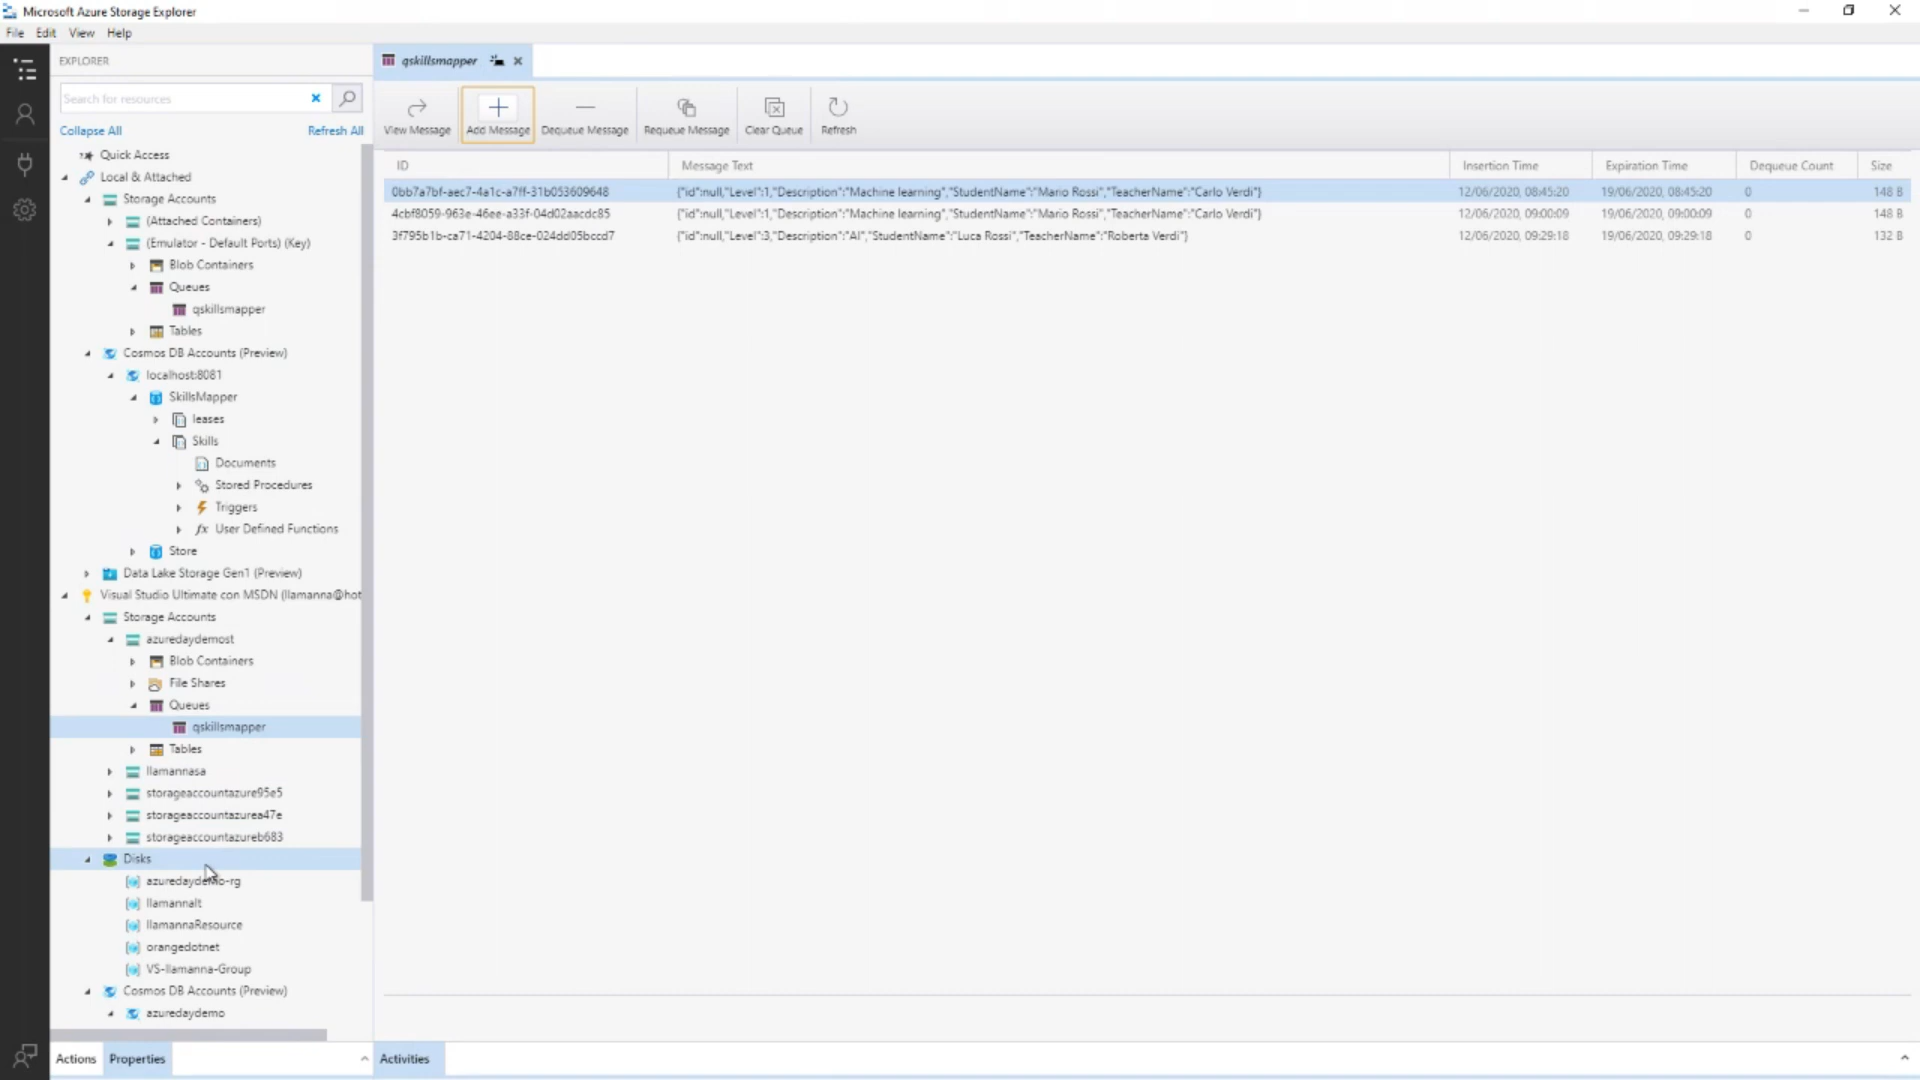 Microsoft Azure Storage Explorer
File Edit View Help
EXPLORER
Search for resources
Collapse All Refresh All
Quick Access
Local & Attached
Storage Accounts
(Attached Containers)
(Emulator - Default Ports) (Key)
Blob Containers
Queues
qskillsmapper
Tables
Cosmos DB Accounts (Preview)
localhost:8081
SkillsMapper
leases
Skills
Documents
Stored Procedures
Triggers
User Defined Functions
Store
Data Lake Storage Gen1 (Preview)
Visual Studio Ultimate con MSDN (llamanna@hot
Storage Accounts
azuredaydemost
Blob Containers
File Shares
Queues
qskillsmapper
Tables
llamannasa
storageaccountazure95e5
storageaccountazurea47e
storageaccountazureb683
Disks
azuredaydemo-rg
llamannaIt
llamannaResource
orangedotnet
VS-llamanna-Group
Cosmos DB Accounts (Preview)
azuredaydemo
Actions Properties
qskillsmapper
View Message Add Message Dequeue Message Requeue Message Clear Queue Refresh
ID Message Text Insertion Time Expiration Time Dequeue Count Size
0bb7a7bf-aec7-4a1c-a7ff-31b053609648 {"id":null,"Level":1,"Description":"Machine learning","StudentName":"Mario Rossi","TeacherName":"Carlo Verdi"} 12/06/2020, 08:45:20 19/06/2020, 08:45:20 0 148 B
4cbf8059-963e-46ee-a33f-04d02aacdc85 {"id":null,"Level":1,"Description":"Machine learning","StudentName":"Mario Rossi","TeacherName":"Carlo Verdi"} 12/06/2020, 09:00:09 19/06/2020, 09:00:09 0 148 B
3f795b1b-ca71-4204-88ce-024dd05bccd7 {"id":null,"Level":3,"Description":"AI","StudentName":"Luca Rossi","TeacherName":"Roberta Verdi"} 12/06/2020, 09:29:18 19/06/2020, 09:29:18 0 132 B
Activities